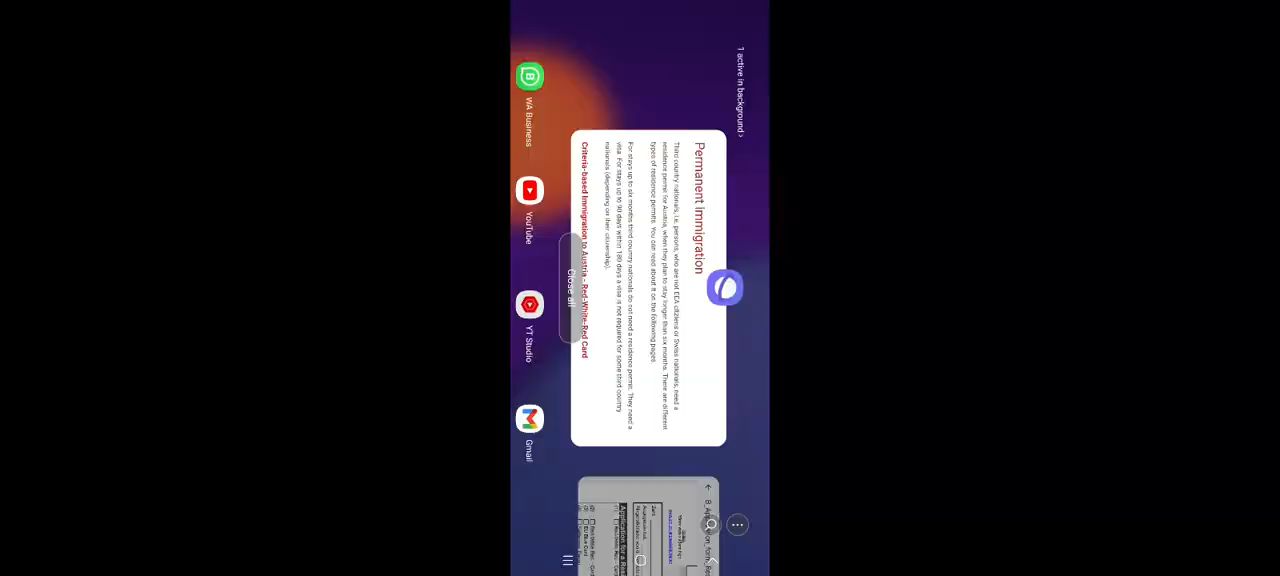 1 active in background >
Permanent Immigration
Third country nationals, i.e. persons, who are not EEA citizens or Swiss nationals, need a
residence permit for Austria, when they plan to stay longer than six months. There are different
types of residence permits. You can read about it on the following pages.
For stays up to six months third country nationals do not need a residence permit. They need a
visa. For stays up to 90 days within 180 days a visa is not required for some third country
nationals (depending on their citizenship).
Criteria-based Immigration to Austria - Red-White-Red Card
Close all
WA Business
YouTube
YT Studio
Gmail
Application for a